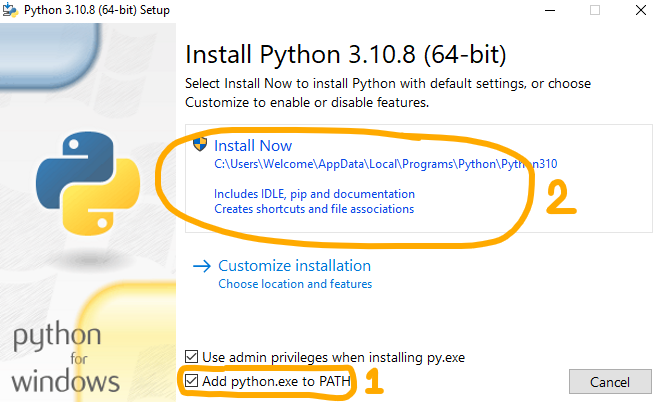 Python 3.10.8 (64-bit) Setup
Install Python 3.10.8 (64-bit)
Select Install Now to install Python with default settings, or choose
Customize to enable or disable features.
Install Now
C:\Users\Welcome\AppData\Local\Programs\Python\Python310
Includes IDLE, pip and documentation
Creates shortcuts and file associations
2
Customize installation
Choose location and features
python
for
windows
Use admin privileges when installing py.exe
Add python.exe to PATH
1
Cancel